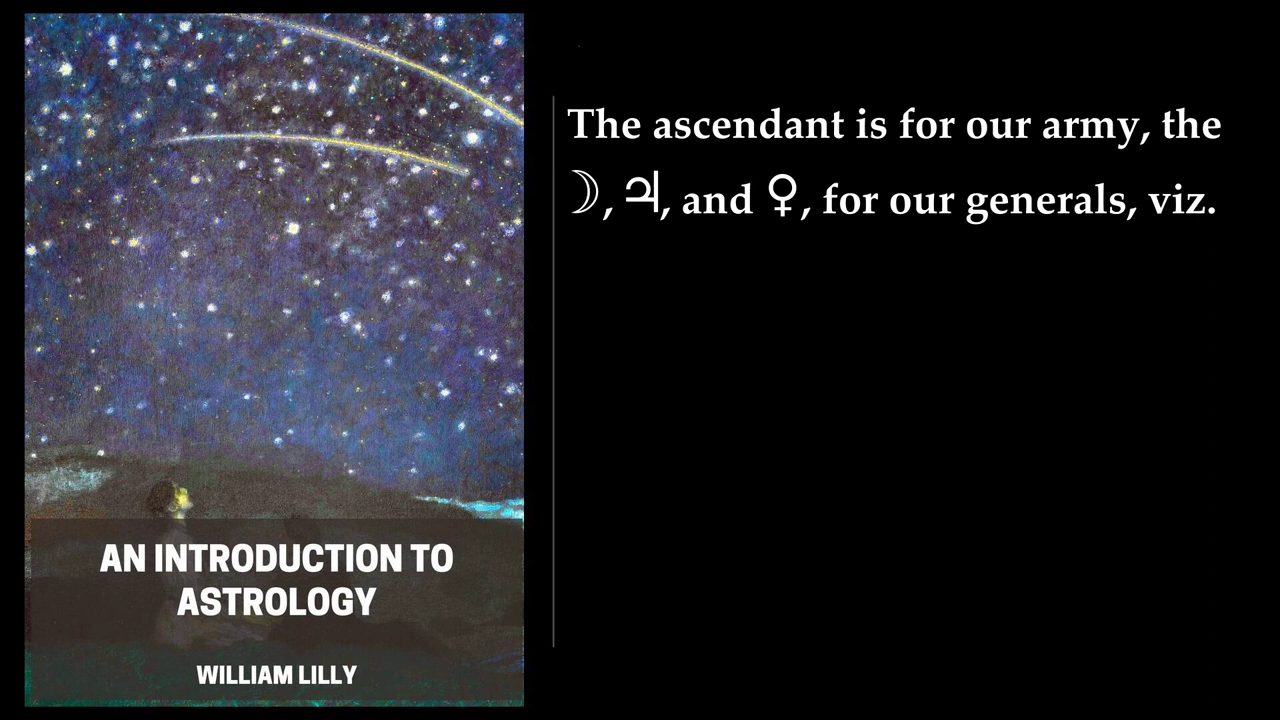 AN INTRODUCTION TO
ASTROLOGY
WILLIAM LILLY
The ascendant is for our army, the
☽, ♃, and ♀, for our generals, viz.